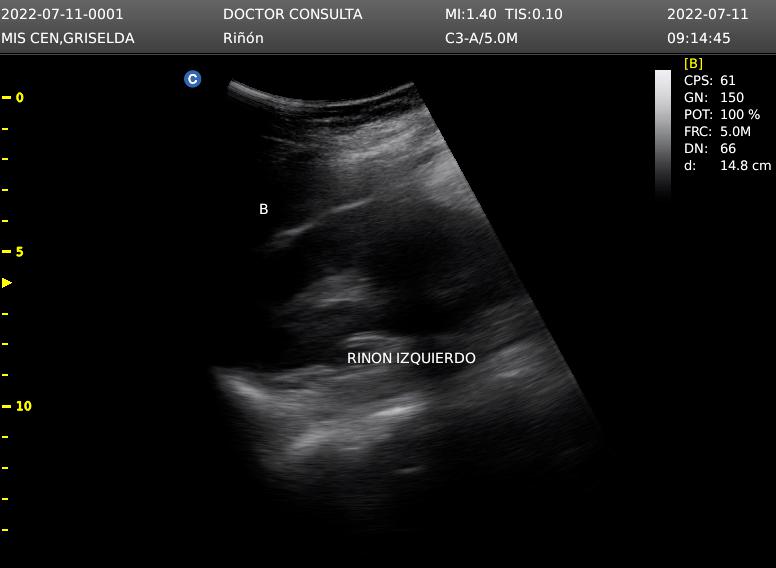 2022-07-11-0001 DOCTOR CONSULTA MI:1.40 TIS:0.10 2022-07-11
MIS CEN,GRISELDA Riñón C3-A/5.0M 09:14:45
C
[B]
CPS: 61
GN: 150
POT: 100 %
FRC: 5.0M
DN: 66
d: 14.8 cm
0
B
5
RINON IZQUIERDO
10